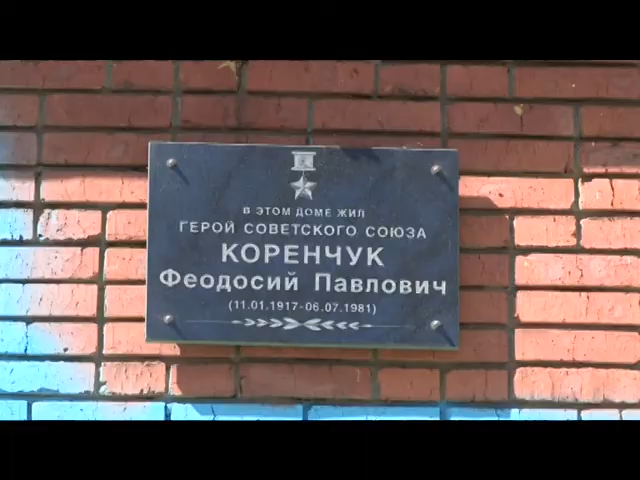 В ЭТОМ ДОМЕ ЖИЛ
ГЕРОЙ СОВЕТСКОГО СОЮЗА
КОРЕНЧУК
Феодосий Павлович
(11.01.1917-06.07.1981)